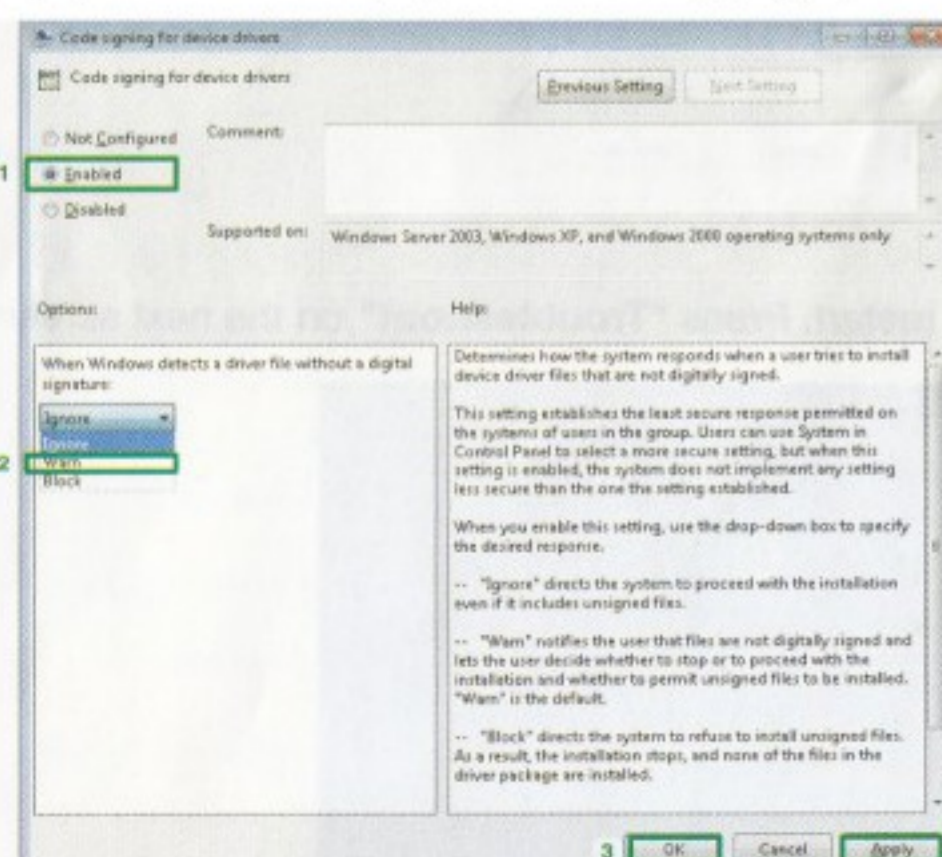 Code signing for device drivers
Code signing for device drivers
Previous Setting
Next Setting
Not Configured
Comment:
1
Enabled
Disabled
Supported on:
Windows Server 2003, Windows XP, and Windows 2000 operating systems only
Options:
Help:
When Windows detects a driver file without a digital
signature:
Ignore
Ignore
2
Warn
Block
Determines how the system responds when a user tries to install
device driver files that are not digitally signed.
This setting establishes the least secure response permitted on
the systems of users in the group. Users can use System in
Control Panel to select a more secure setting, but when this
setting is enabled, the system does not implement any setting
less secure than the one the setting established.
When you enable this setting, use the drop-down box to specify
the desired response.
-- "Ignore" directs the system to proceed with the installation
even if it includes unsigned files.
-- "Warn" notifies the user that files are not digitally signed and
lets the user decide whether to stop or to proceed with the
installation and whether to permit unsigned files to be installed.
"Warn" is the default.
-- "Block" directs the system to refuse to install unsigned files.
As a result, the installation stops, and none of the files in the
driver package are installed.
3
OK
Cancel
Apply